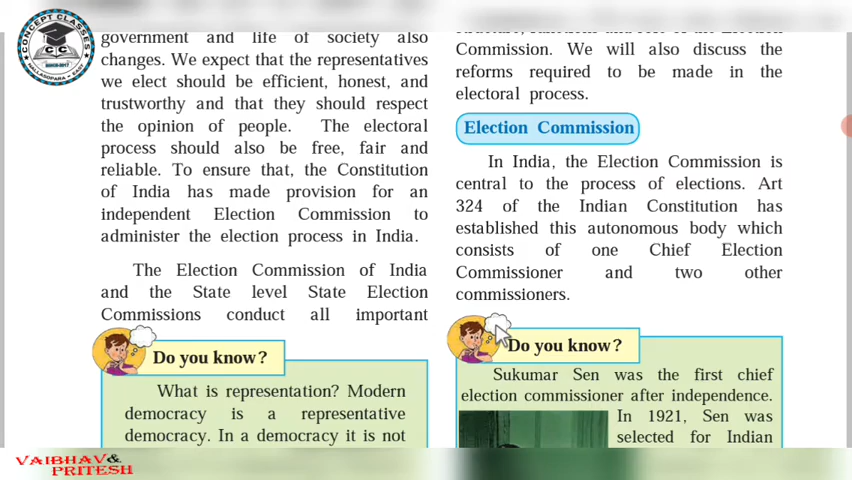 CONCEPT CLASSES
CC
NALLASOPARA - EAST
government and life of society also
changes. We expect that the representatives
we elect should be efficient, honest, and
trustworthy and that they should respect
the opinion of people. The electoral
process should also be free, fair and
reliable. To ensure that, the Constitution
of India has made provision for an
independent Election Commission to
administer the election process in India.
The Election Commission of India
and the State level State Election
Commissions conduct all important
Do you know?
What is representation? Modern
democracy is a representative
democracy. In a democracy it is not
Commission. We will also discuss the
reforms required to be made in the
electoral process.
Election Commission
In India, the Election Commission is
central to the process of elections. Art
324 of the Indian Constitution has
established this autonomous body which
consists of one Chief Election
Commissioner and two other
commissioners.
Do you know?
Sukumar Sen was the first chief
election commissioner after independence.
In 1921, Sen was
selected for Indian
VAIBHAV&
PRITESH